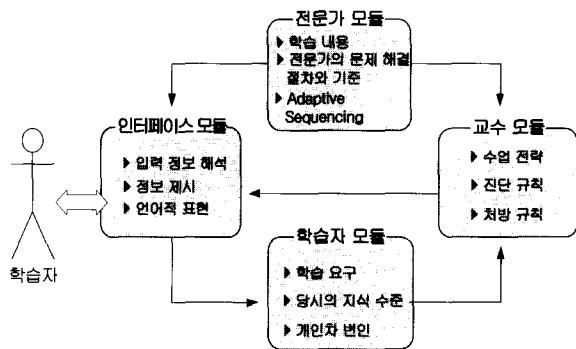 전문가 모듈
▶ 학습 내용
▶ 전문가의 문제 해결
절차와 기준
▶ Adaptive
Sequencing
인터페이스 모듈
▶ 입력 정보 해석
▶ 정보 제시
▶ 언어적 표현
교수 모듈
▶ 수업 전략
▶ 진단 규칙
▶ 처방 규칙
학습자
학습자 모듈
▶ 학습 요구
▶ 당시의 지식 수준
▶ 개인차 변인